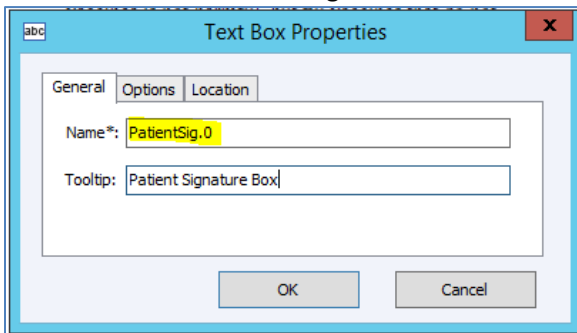 abc
Text Box Properties
x
General Options Location
Name*: PatientSig.0
Tooltip: Patient Signature Box
OK Cancel